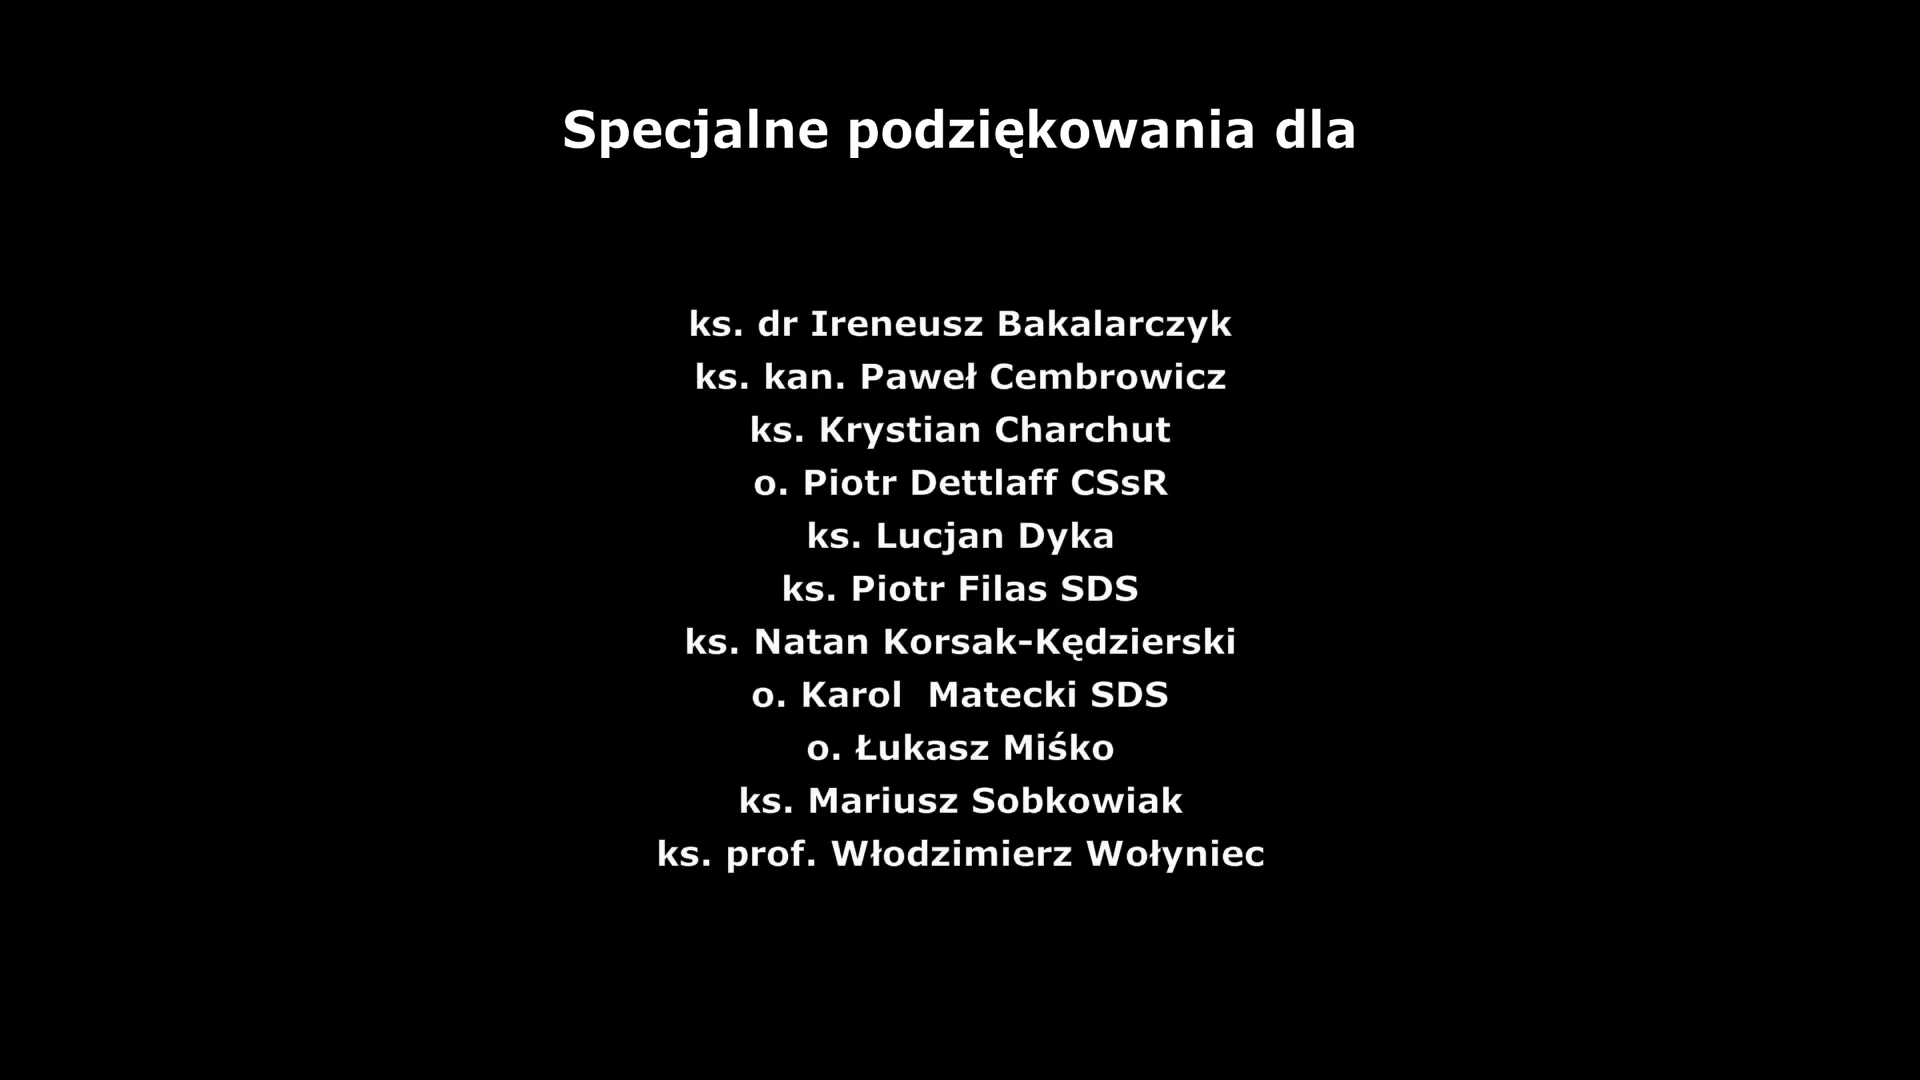 Specjalne podziękowania dla
ks. dr Ireneusz Bakalarczyk
ks. kan. Paweł Cembrowicz
ks. Krystian Charchut
o. Piotr Dettlaff CSsR
ks. Lucjan Dyka
ks. Piotr Filas SDS
ks. Natan Korsak-Kędzierski
o. Karol  Matecki SDS
o. Łukasz Miśko
ks. Mariusz Sobkowiak
ks. prof. Włodzimierz Wołyniec